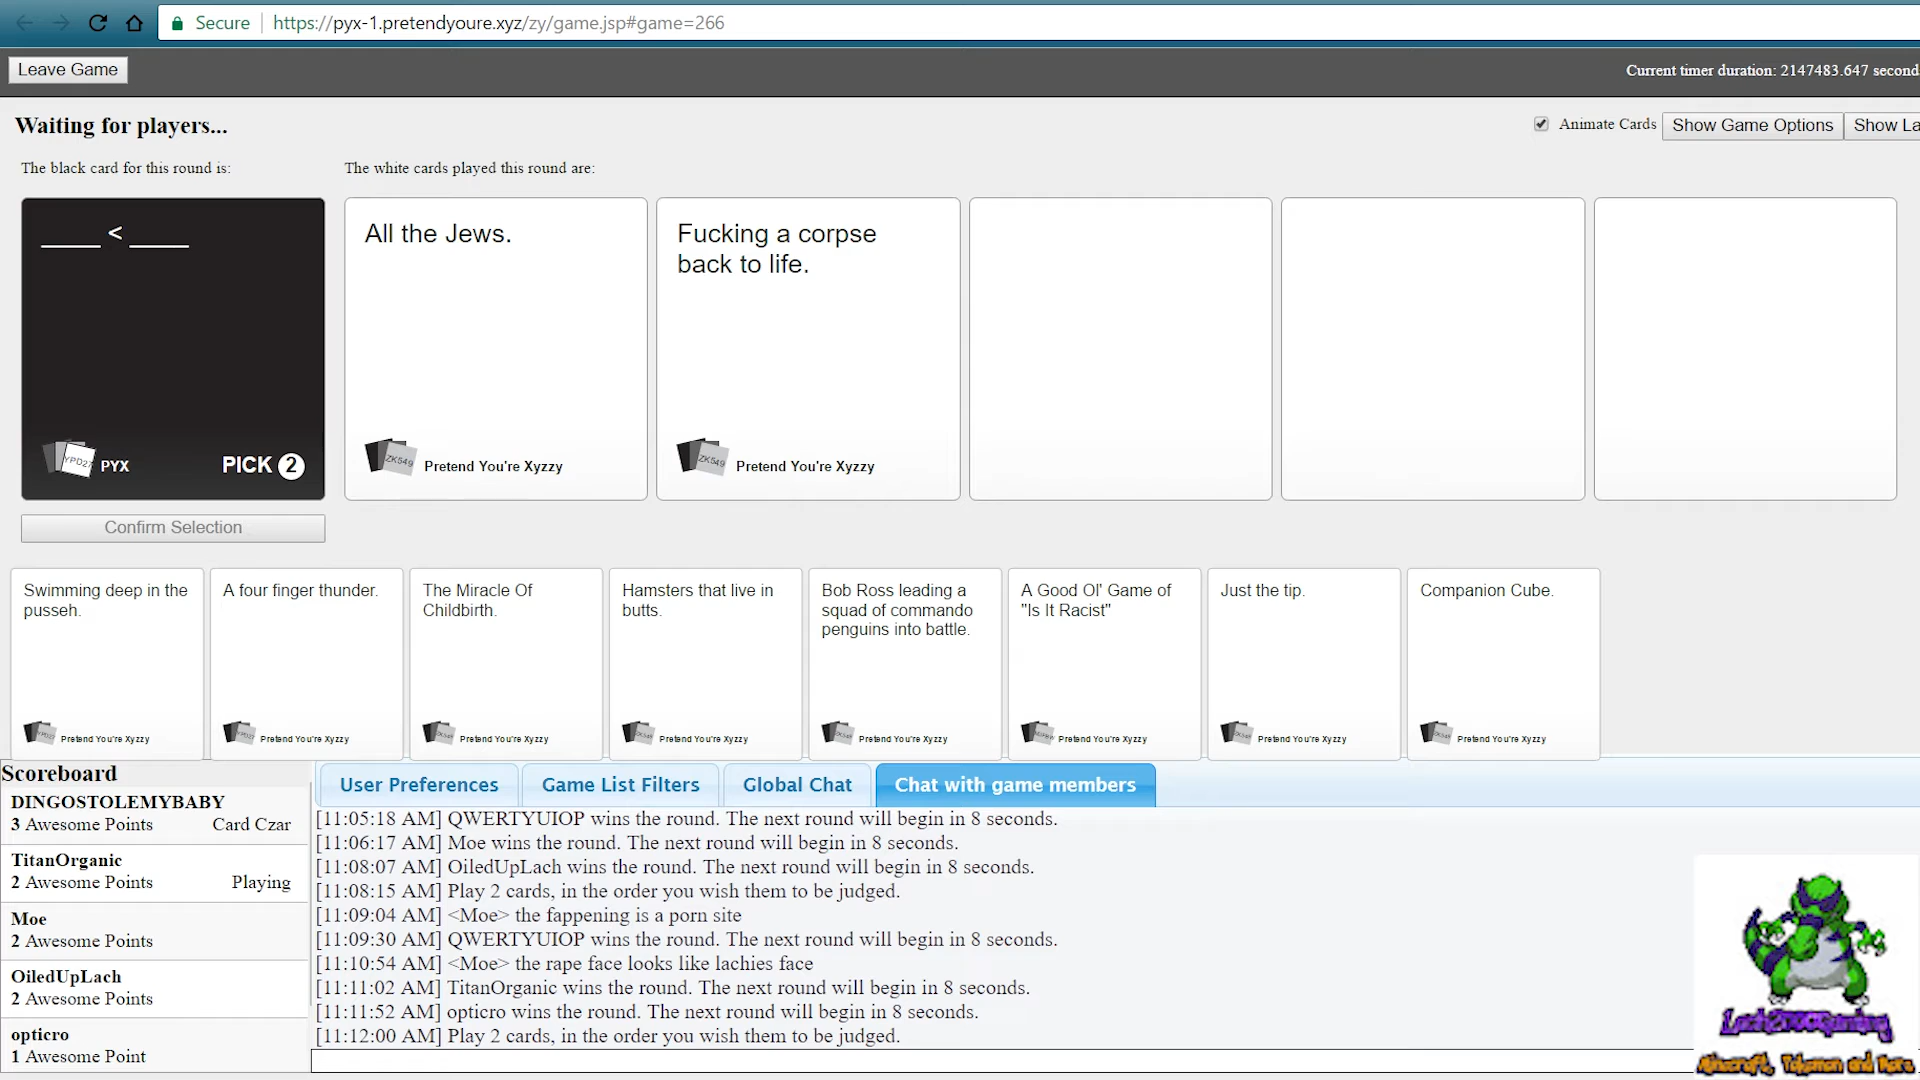 Secure https://pyx-1.pretendyoure.xyz/zy/game.jsp#game=266
Leave Game
Current timer duration: 2147483.647 second
Waiting for players...
Animate Cards
Show Game Options
Show La
The black card for this round is:
The white cards played this round are:
____ < ____
PYX
PICK 2
All the Jews.
ZK549
Pretend You're Xyzzy
Fucking a corpse
back to life.
ZK549
Pretend You're Xyzzy
Confirm Selection
Swimming deep in the
pusseh.
Pretend You're Xyzzy
A four finger thunder.
Pretend You're Xyzzy
The Miracle Of
Childbirth.
Pretend You're Xyzzy
Hamsters that live in
butts.
Pretend You're Xyzzy
Bob Ross leading a
squad of commando
penguins into battle.
Pretend You're Xyzzy
A Good Ol' Game of
"Is It Racist"
Pretend You're Xyzzy
Just the tip.
Pretend You're Xyzzy
Companion Cube.
Pretend You're Xyzzy
Scoreboard
DINGOSTOLEMYBABY
3 Awesome Points Card Czar
TitanOrganic
2 Awesome Points Playing
Moe
2 Awesome Points
OiledUpLach
2 Awesome Points
opticro
1 Awesome Point
User Preferences
Game List Filters
Global Chat
Chat with game members
[11:05:18 AM] QWERTYUIOP wins the round. The next round will begin in 8 seconds.
[11:06:17 AM] Moe wins the round. The next round will begin in 8 seconds.
[11:08:07 AM] OiledUpLach wins the round. The next round will begin in 8 seconds.
[11:08:15 AM] Play 2 cards, in the order you wish them to be judged.
[11:09:04 AM] <Moe> the fappening is a porn site
[11:09:30 AM] QWERTYUIOP wins the round. The next round will begin in 8 seconds.
[11:10:54 AM] <Moe> the rape face looks like lachies face
[11:11:02 AM] TitanOrganic wins the round. The next round will begin in 8 seconds.
[11:11:52 AM] opticro wins the round. The next round will begin in 8 seconds.
[11:12:00 AM] Play 2 cards, in the order you wish them to be judged.
Minecraft, Pokemon and More